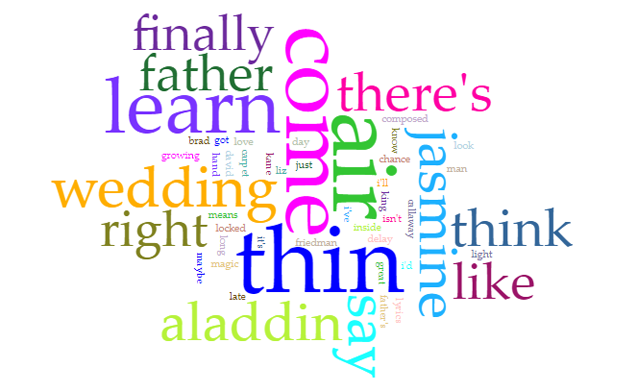 finally
come
father
there's
learn
air
composed
jasmine
know
look
brad got love day
growing
hand
david
carpet
kane
liz
just
chance
man
wedding
i'll
king
callaway
right
means
i've
isn't
think
locked
long
it's
friedman
inside
delay
thin
light
maybe
magic
great
i'd
like
late
aladdin
say
father's
lyrics